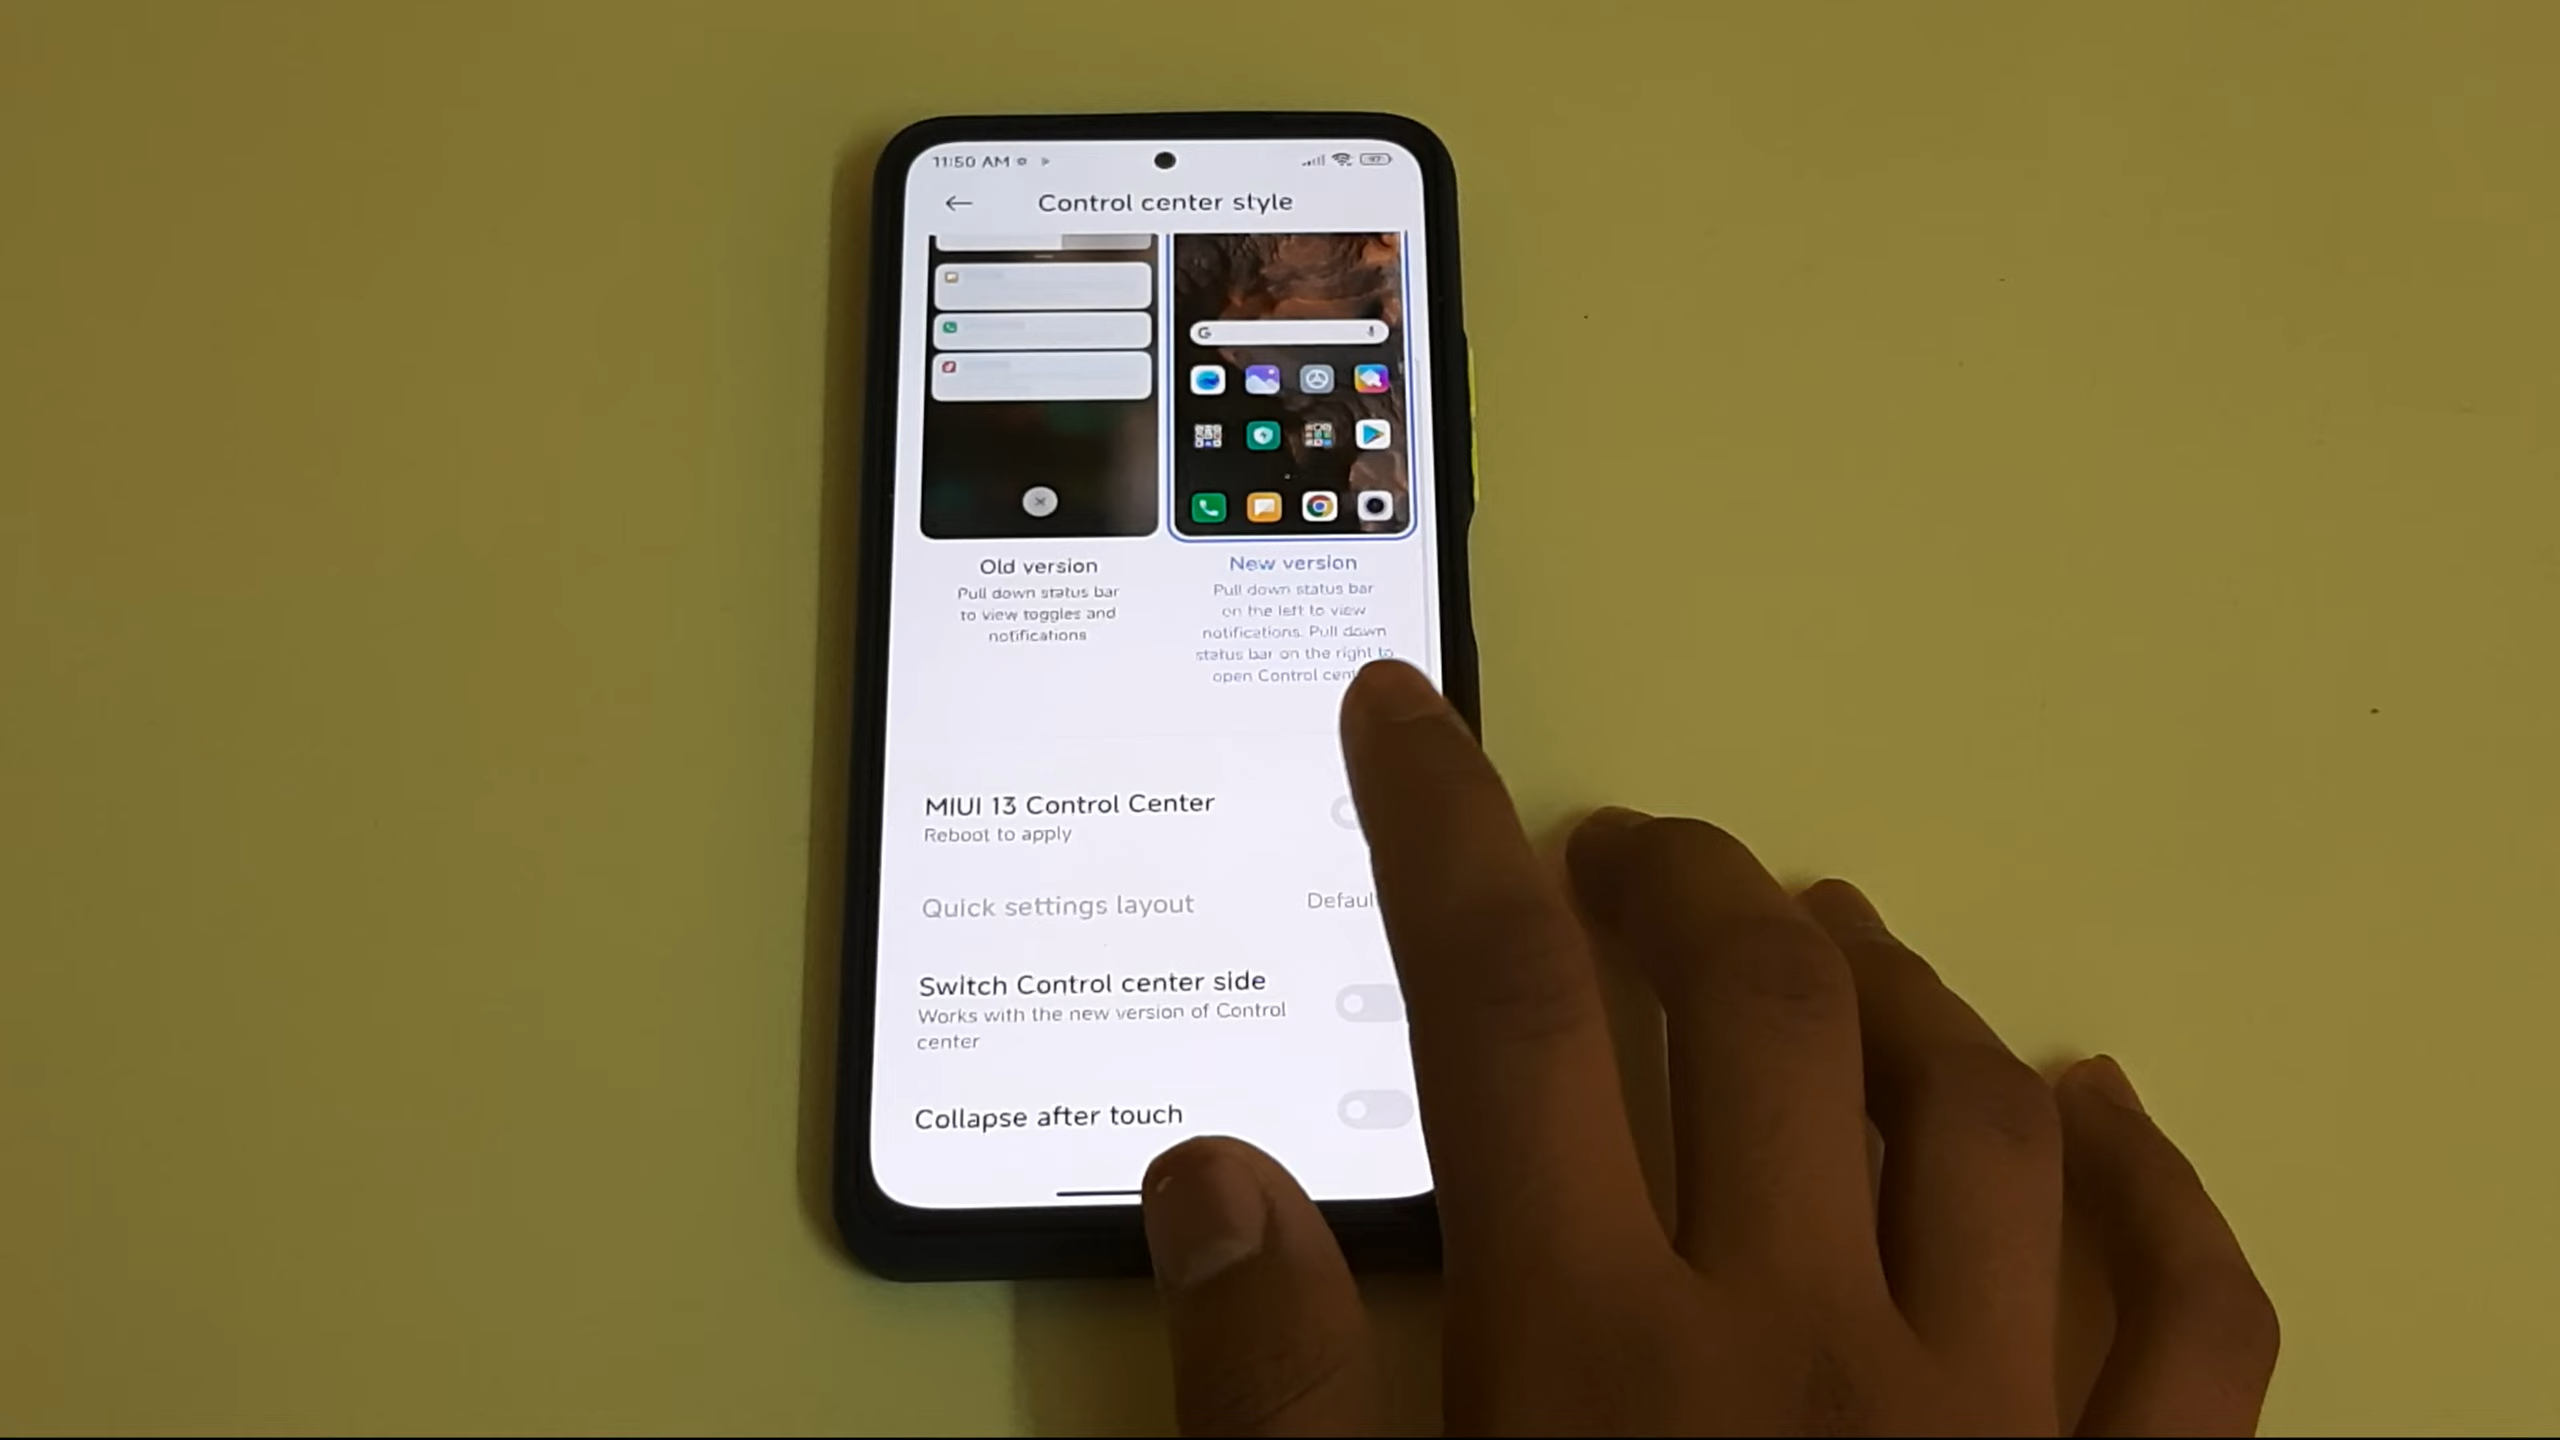 11:50 AM
97
Control center style
Old version
Pull down status bar
to view toggles and
notifications
New version
Pull down status bar
on the left to view
notifications. Pull down
status bar on the right to
open Control cent
MIUI 13 Control Center
Reboot to apply
Quick settings layout
Defaul
Switch Control center side
Works with the new version of Control
center
Collapse after touch